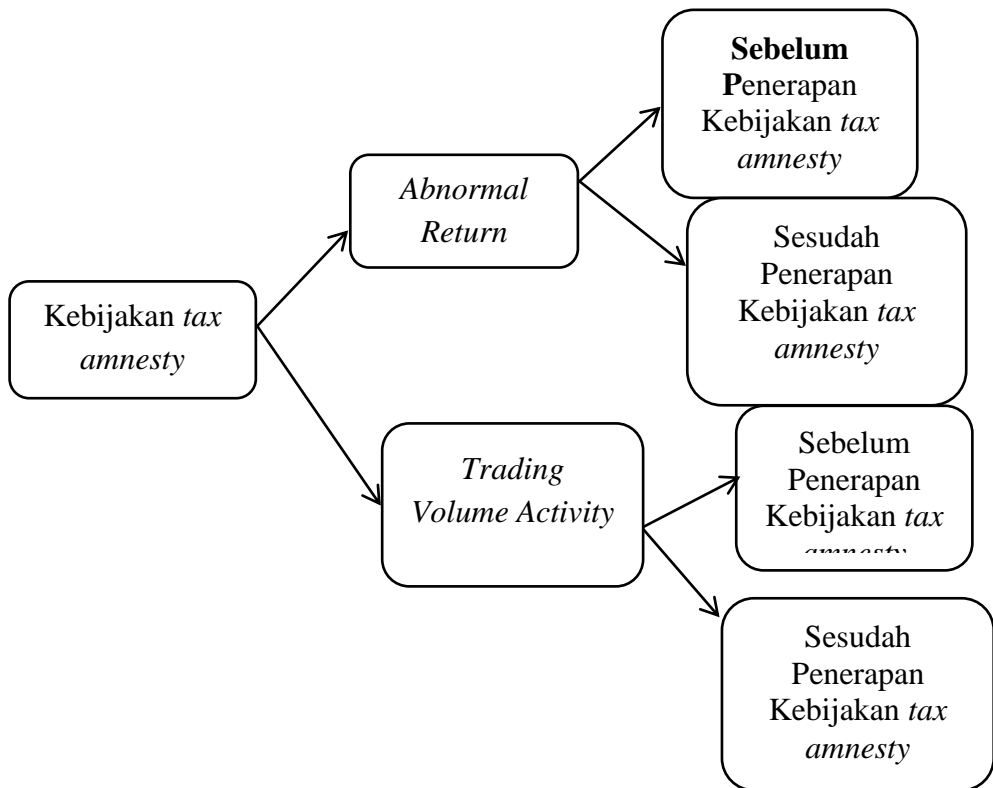 Kebijakan tax
amnesty
Abnormal
Return
Sebelum
Penerapan
Kebijakan tax
amnesty
Sesudah
Penerapan
Kebijakan tax
amnesty
Trading
Volume Activity
Sebelum
Penerapan
Kebijakan tax
amnesty
Sesudah
Penerapan
Kebijakan tax
amnesty